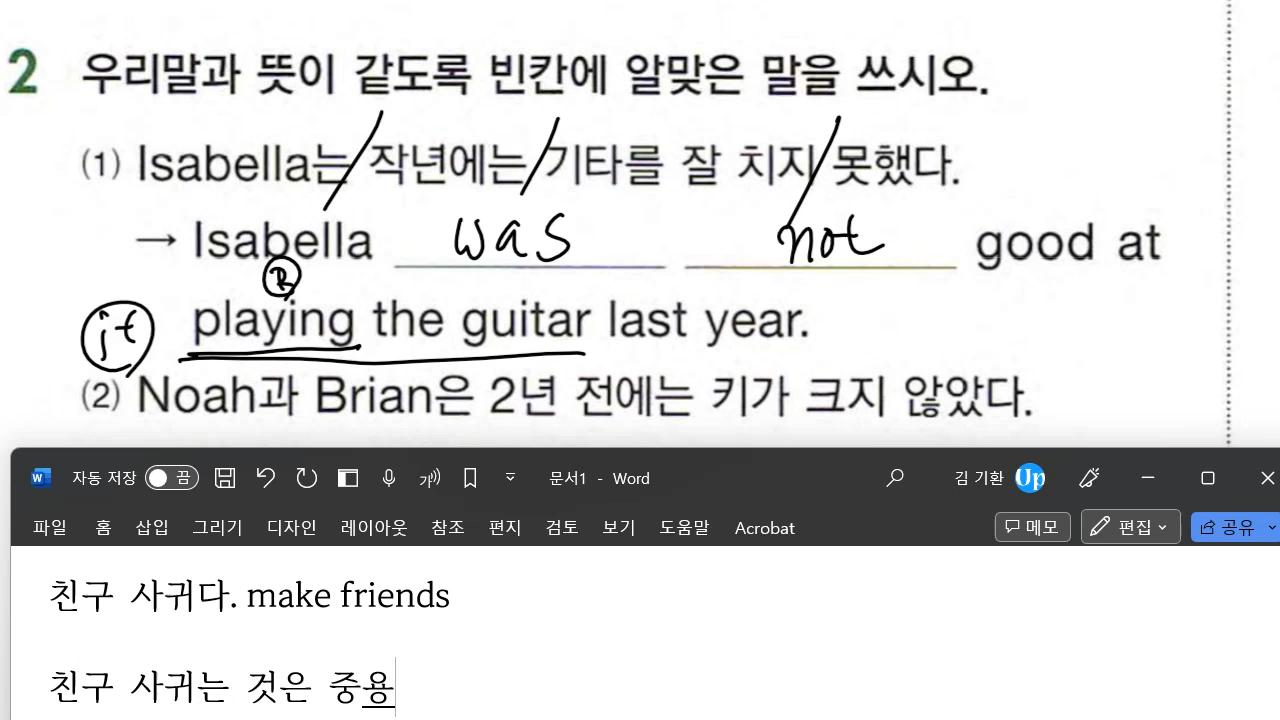 2 우리말과 뜻이 같도록 빈칸에 알맞은 말을 쓰시오.
(1) Isabella는 작년에는 기타를 잘 치지 못했다.
→ Isabella was not good at
R
it playing the guitar last year.
(2) Noah과 Brian은 2년 전에는 키가 크지 않았다.
W 자동 저장 끔 가 문서1 - Word 김 기환 Up
파일 홈 삽입 그리기 디자인 레이아웃 참조 편지 검토 보기 도움말 Acrobat 메모 편집 공유
친구 사귀다. make friends
친구 사귀는 것은 중용